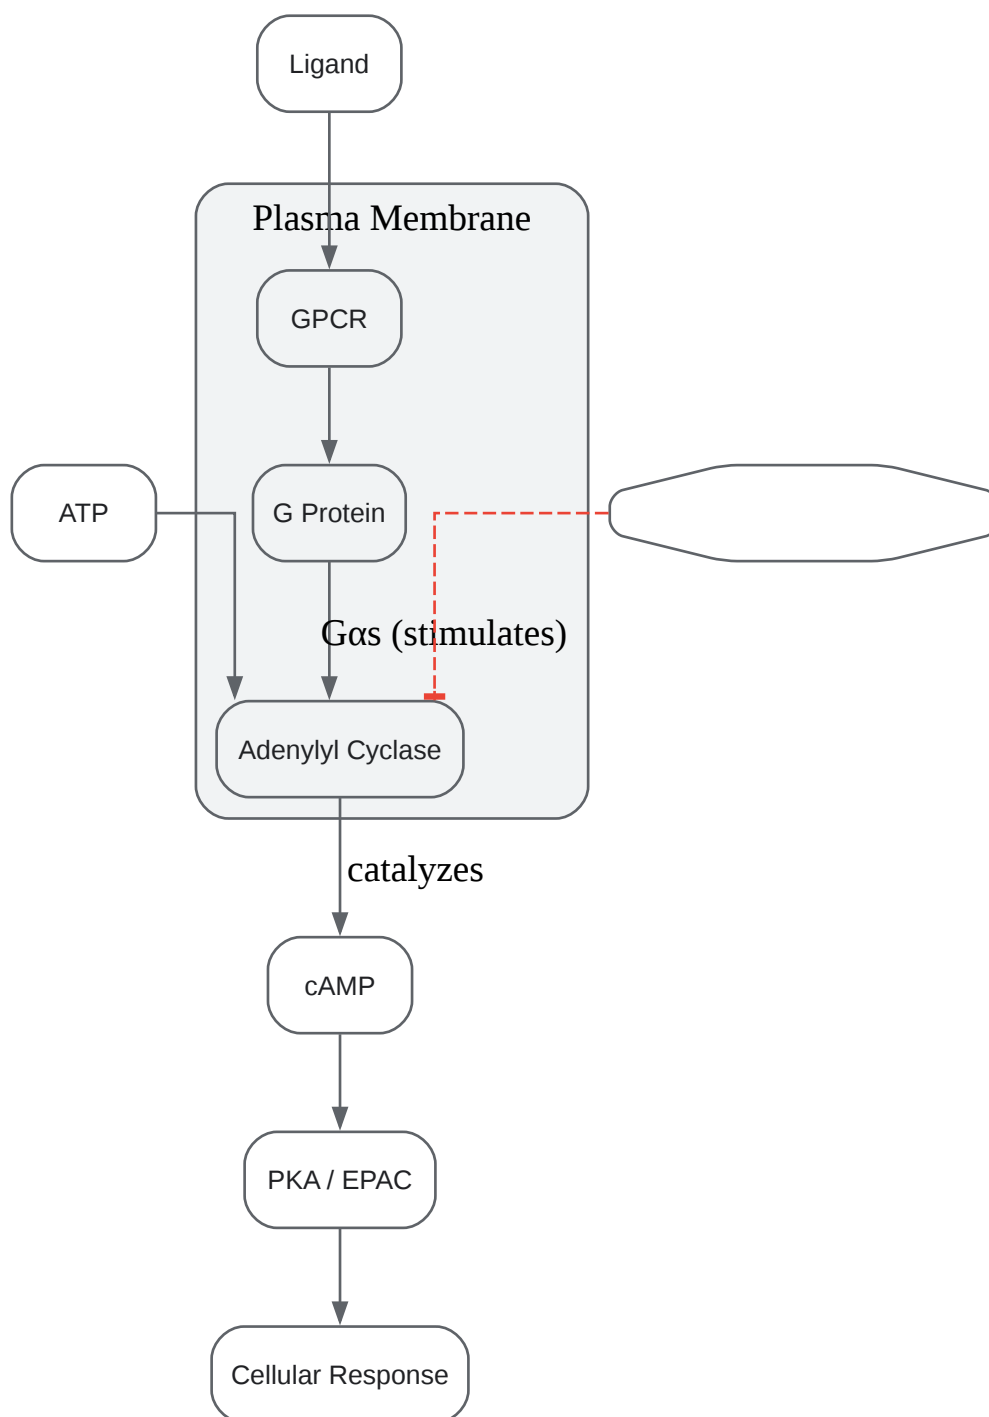 Ligand
Plasma Membrane
GPCR
ATP
G Protein
Gαs (stimulates)
Adenylyl Cyclase
catalyzes
cAMP
PKA / EPAC
Cellular Response